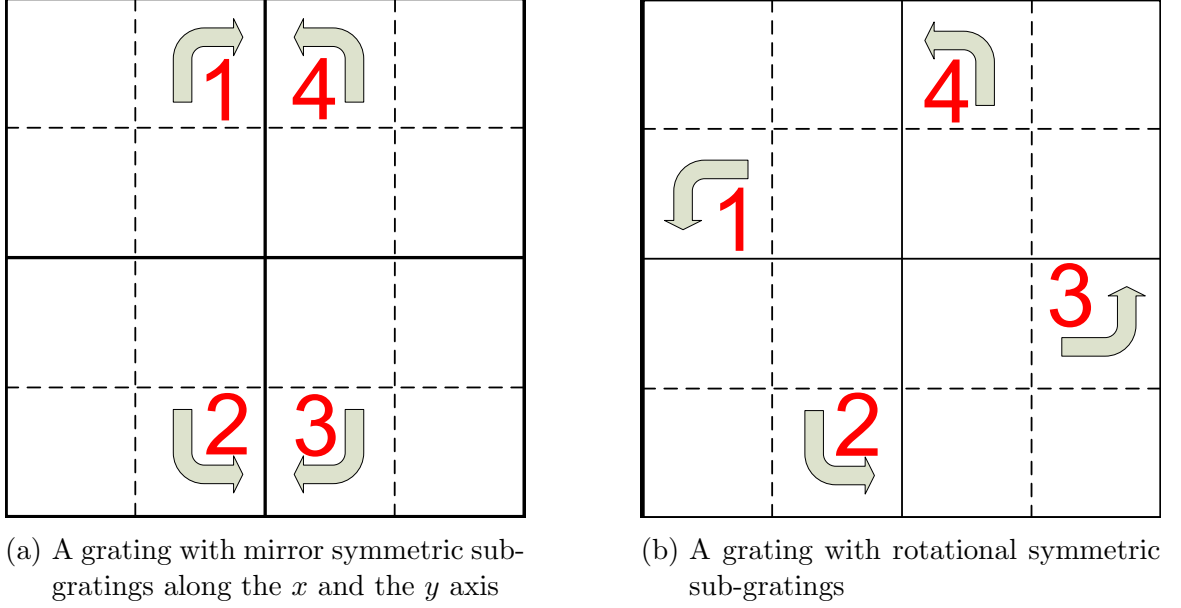 1 4
2 3
4
1
3
2
(a) A grating with mirror symmetric sub-
gratings along the x and the y axis
(b) A grating with rotational symmetric
sub-gratings